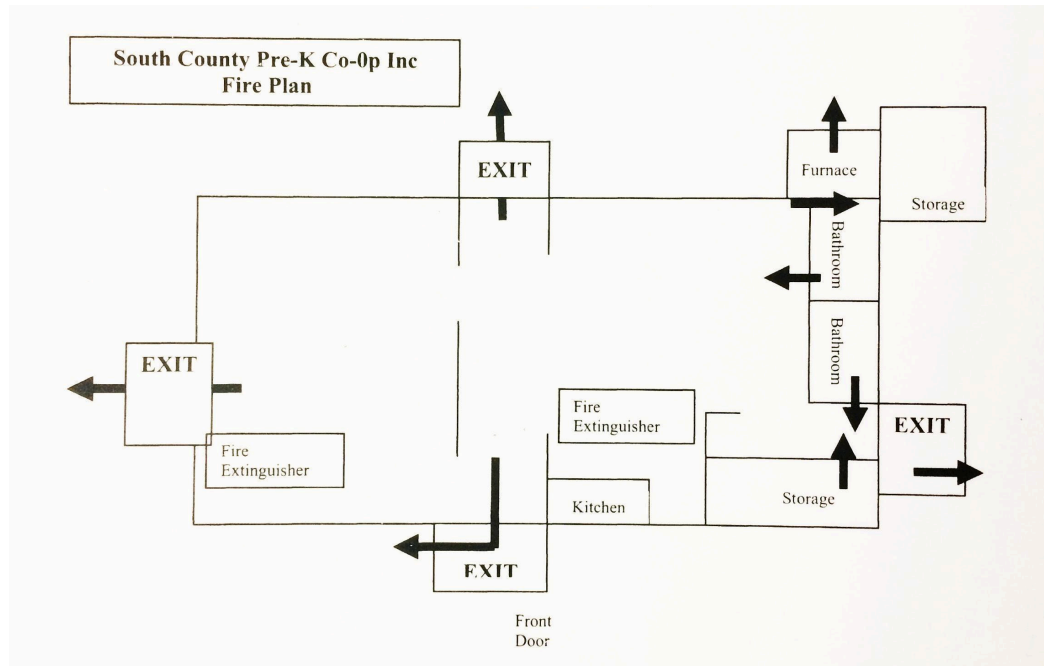 South County Pre-K Co-0p Inc
Fire Plan
EXIT
Furnace
Storage
Bathroom
Bathroom
EXIT
Fire
Extinguisher
Fire
Extinguisher
EXIT
Kitchen
Storage
EXIT
Front
Door